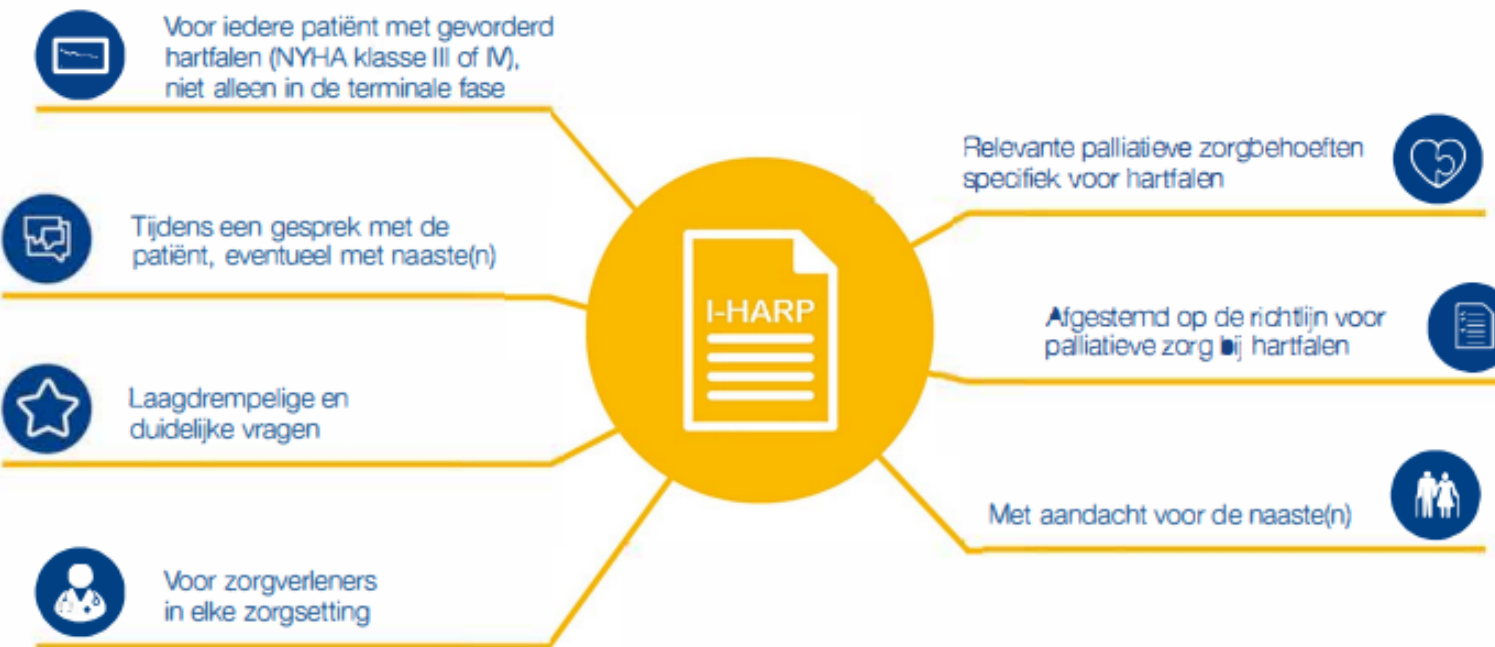 Voor iedere patiënt met gevorderd
hartfalen (NYHA klasse III of IV),
niet alleen in de terminale fase
Tijdens een gesprek met de
patiënt, eventueel met naaste(n)
Laagdrempelige en
duidelijke vragen
Voor zorgverleners
in elke zorgsetting
I-HARP
Relevante palliatieve zorgbehoeften
specifiek voor hartfalen
Afgestemd op de richtlijn voor
palliatieve zorg bij hartfalen
Met aandacht voor de naaste(n)